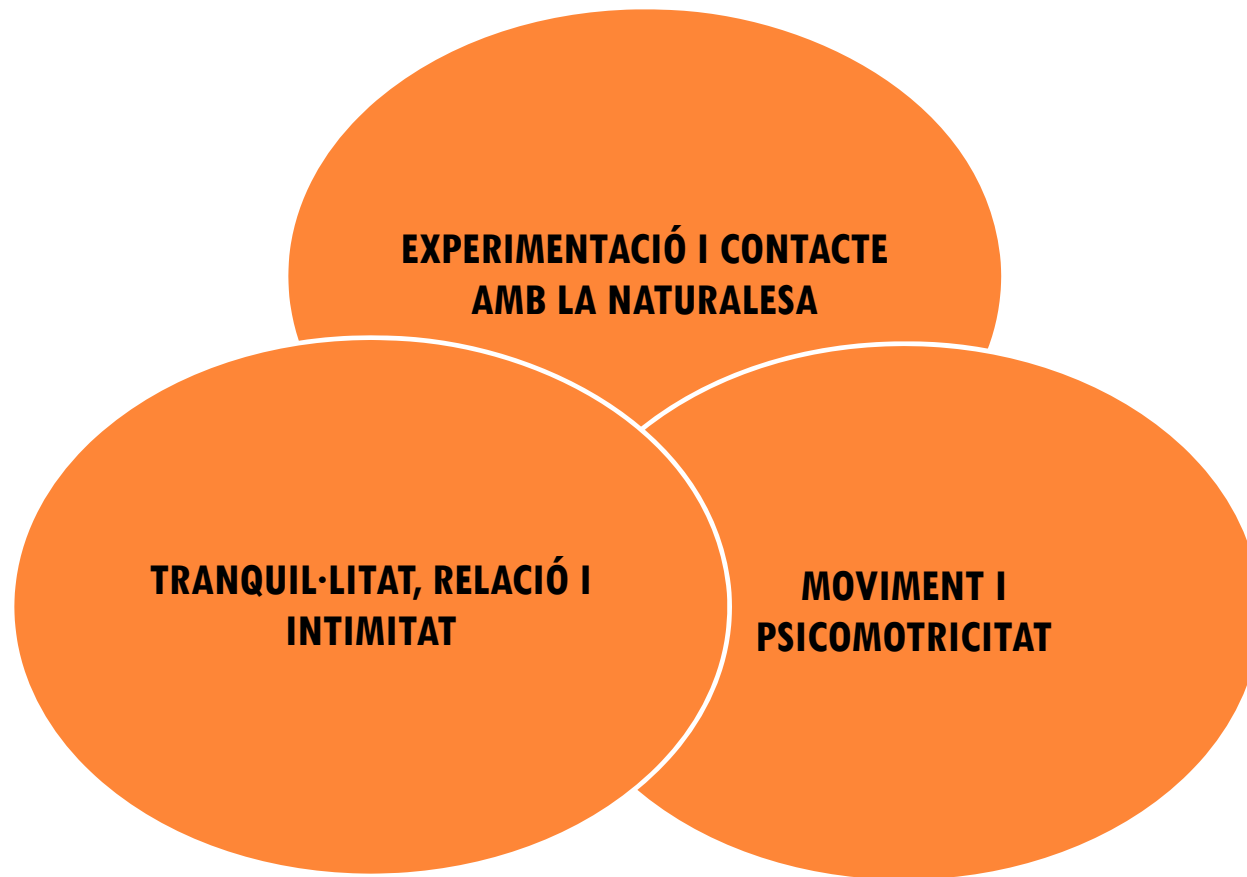 EXPERIMENTACIÓ I CONTACTE
AMB LA NATURALESA
TRANQUIL·LITAT, RELACIÓ I
INTIMITAT
MOVIMENT I
PSICOMOTRICITAT